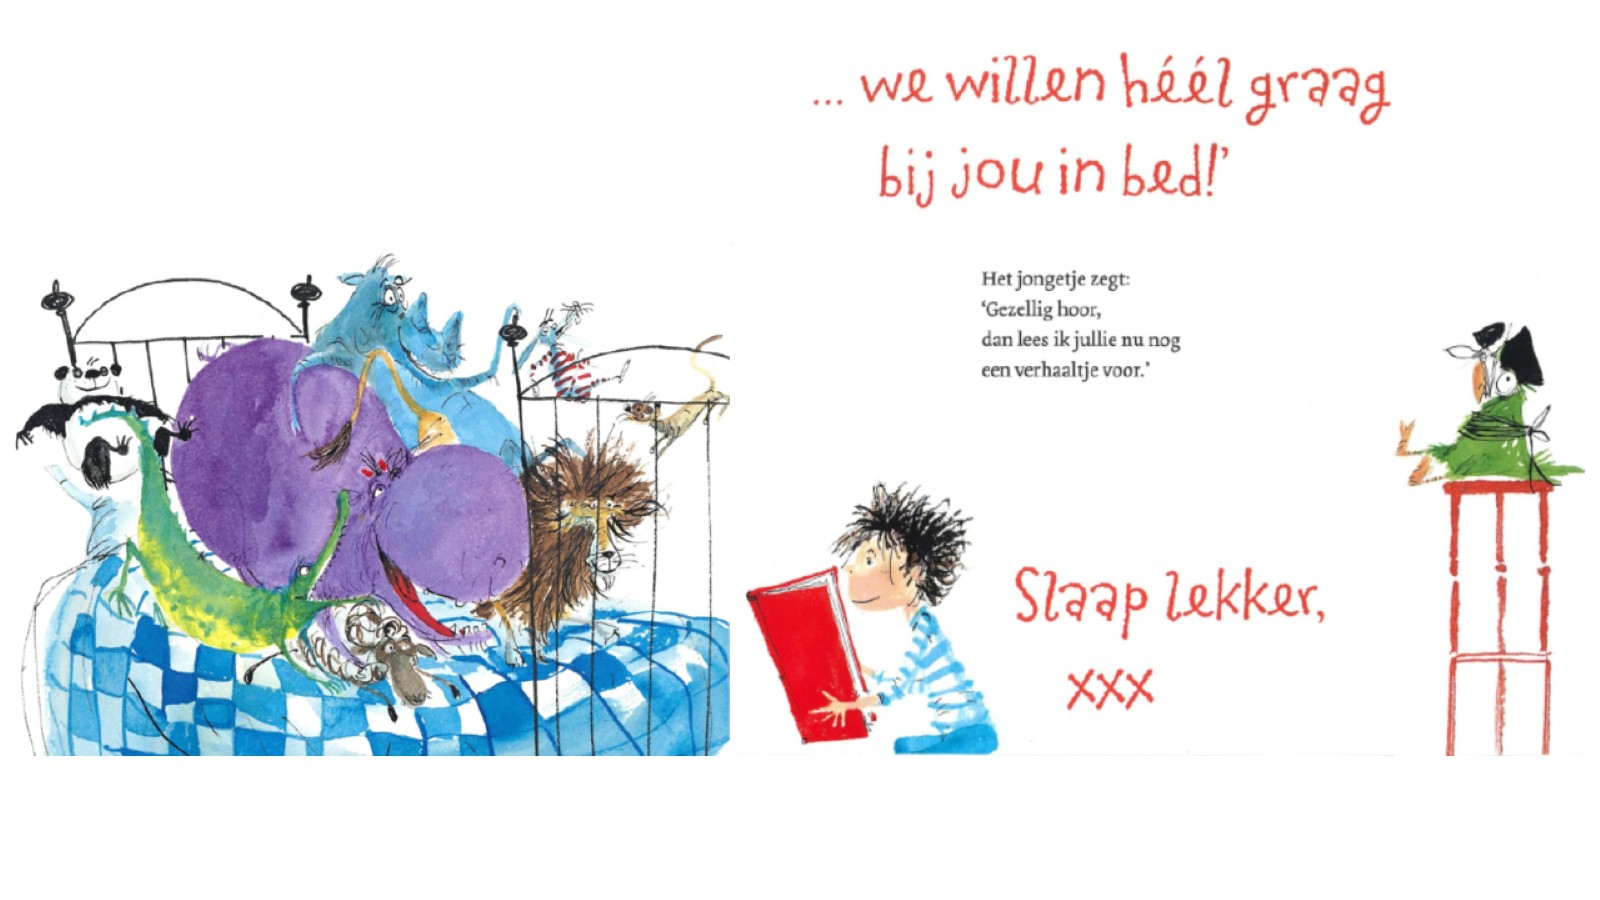 ... we willen héél graag
bij jou in bed!’
Het jongetje zegt:
‘Gezellig hoor,
dan lees ik jullie nu nog
een verhaaltje voor.’
Slaap lekker,
xxx